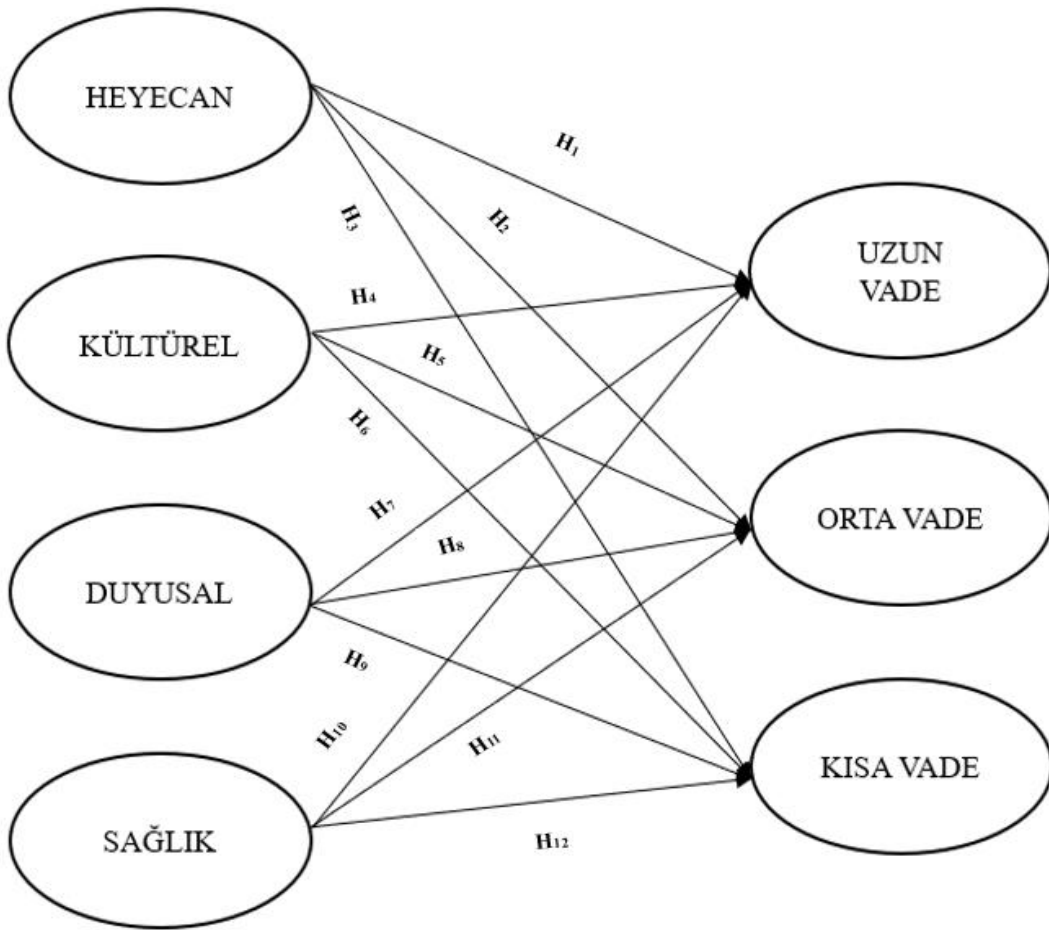 HEYECAN
KÜLTÜREL
DUYUSAL
SAĞLIK
H₁
H₂
H₃
H₄
H₅
H₆
H₇
H₈
H₉
H₁₀
H₁₁
H₁₂
UZUN
VADE
ORTA VADE
KISA VADE